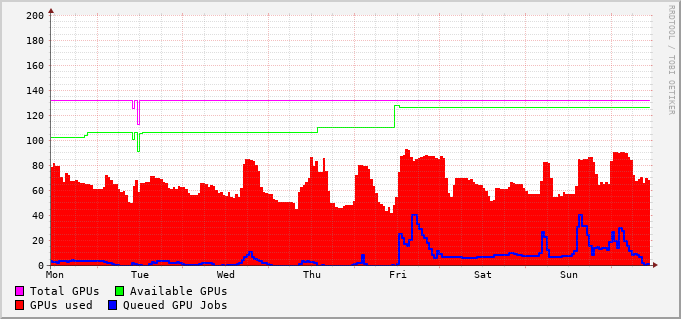 200
180
160
140
120
100
80
60
40
20
0
Mon Tue Wed Thu Fri Sat Sun
Total GPUs Available GPUs
GPUs used Queued GPU Jobs
RRDTOOL / TOBI OETIKER